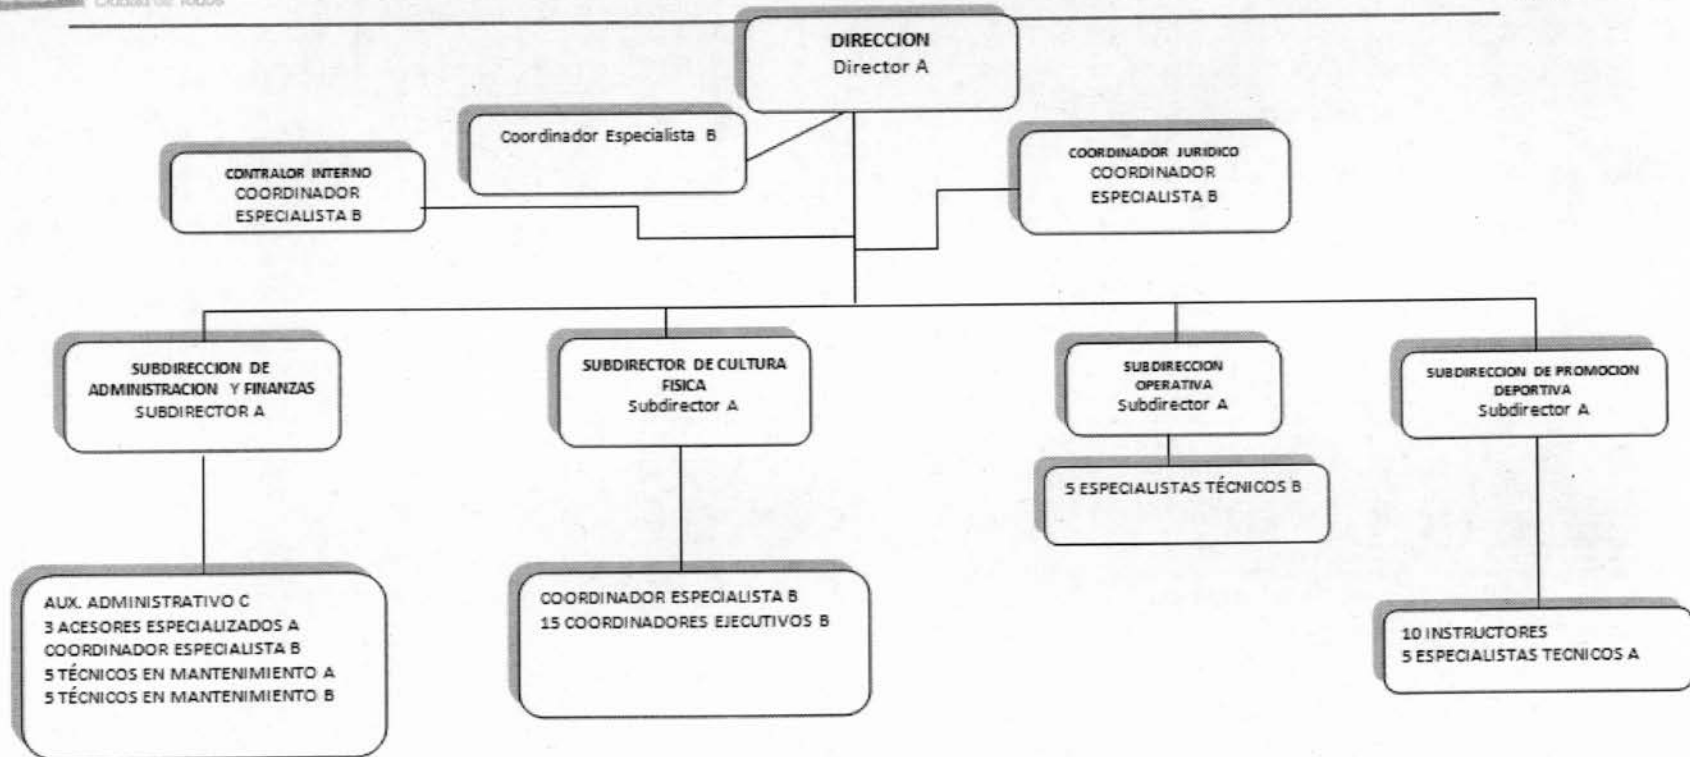 Ciudad de Todos
DIRECCION
Director A
Coordinador Especialista B
CONTRALOR INTERNO
COORDINADOR
ESPECIALISTA B
COORDINADOR JURIDICO
COORDINADOR
ESPECIALISTA B
SUBDIRECCION DE
ADMINISTRACION Y FINANZAS
SUBDIRECTOR A
SUBDIRECTOR DE CULTURA
FISICA
Subdirector A
SUBDIRECCION
OPERATIVA
Subdirector A
SUBDIRECCION DE PROMOCION
DEPORTIVA
Subdirector A
5 ESPECIALISTAS TÉCNICOS B
AUX. ADMINISTRATIVO C
3 ACESORES ESPECIALIZADOS A
COORDINADOR ESPECIALISTA B
5 TÉCNICOS EN MANTENIMIENTO A
5 TÉCNICOS EN MANTENIMIENTO B
COORDINADOR ESPECIALISTA B
15 COORDINADORES EJECUTIVOS B
10 INSTRUCTORES
5 ESPECIALISTAS TECNICOS A